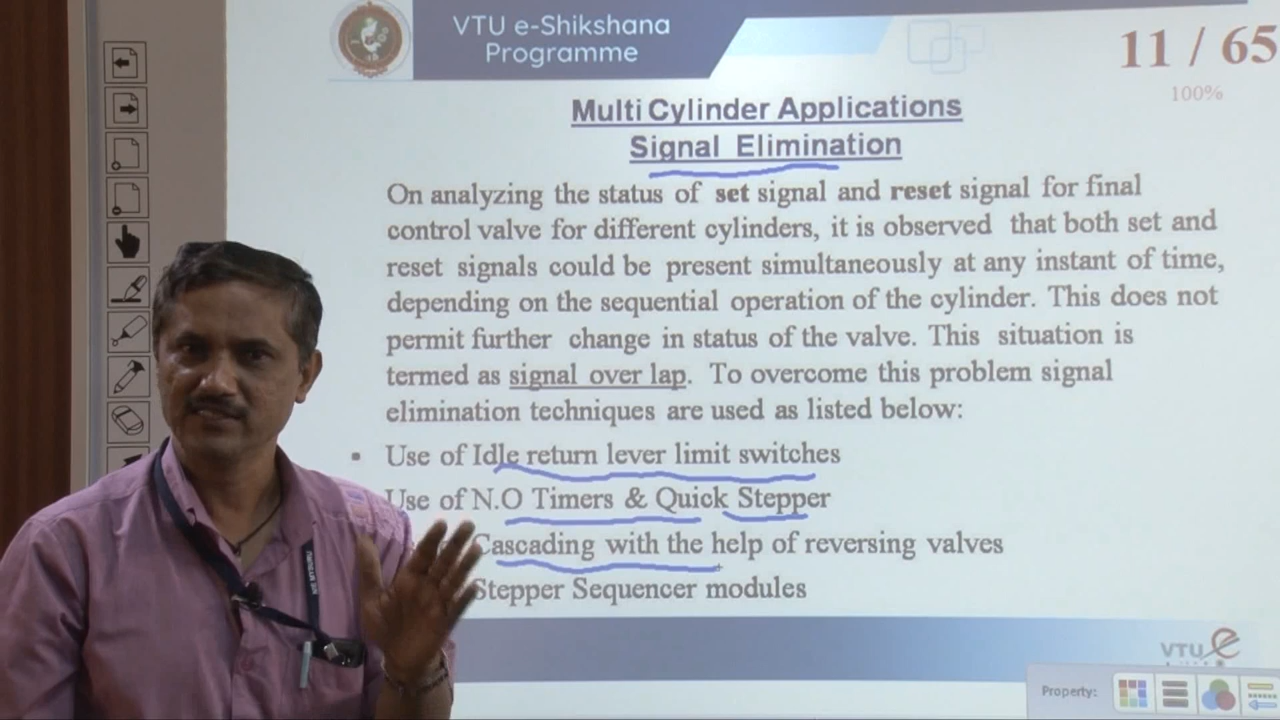 VTU e-Shikshana
Programme
11 / 65
100%
Multi Cylinder Applications
Signal Elimination
On analyzing the status of set signal and reset signal for final
control valve for different cylinders, it is observed that both set and
reset signals could be present simultaneously at any instant of time,
depending on the sequential operation of the cylinder. This does not
permit further change in status of the valve. This situation is
termed as signal over lap. To overcome this problem signal
elimination techniques are used as listed below:
▪ Use of Idle return lever limit switches
Use of N.O Timers & Quick Stepper
Cascading with the help of reversing valves
Stepper Sequencer modules
VTU e
Property: